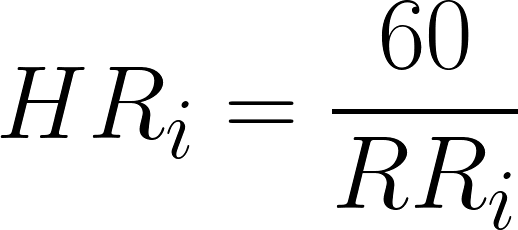 HR_i = \frac{60}{RR_i}